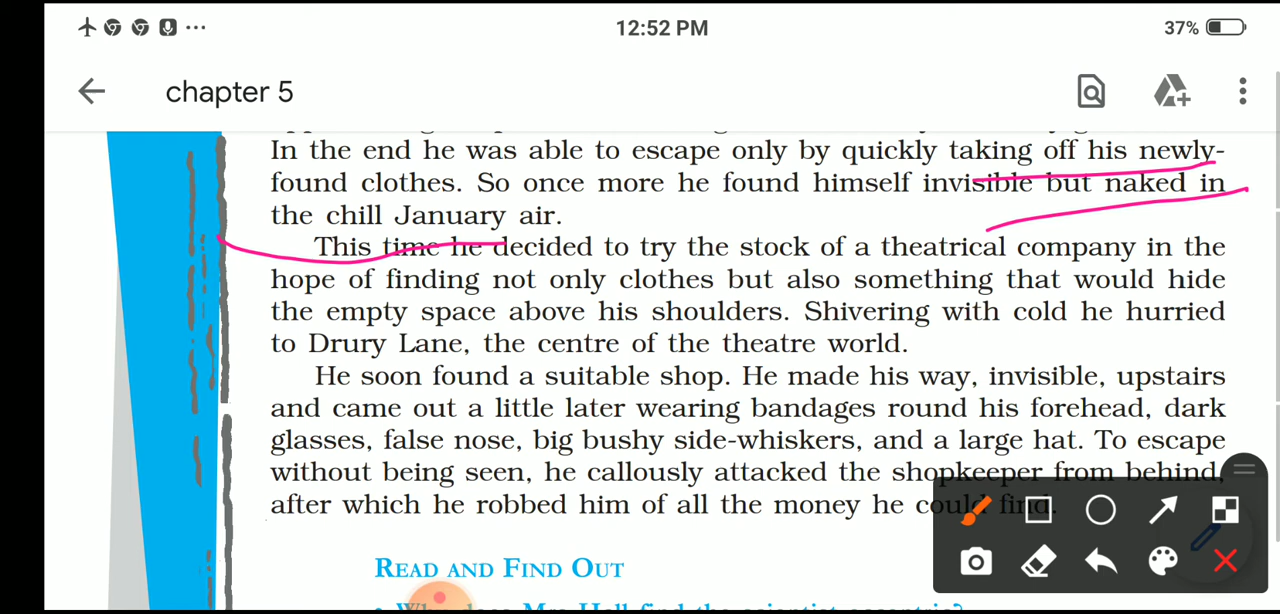 12:52 PM
37%
chapter 5
In the end he was able to escape only by quickly taking off his newly-
found clothes. So once more he found himself invisible but naked in
the chill January air.
This time he decided to try the stock of a theatrical company in the
hope of finding not only clothes but also something that would hide
the empty space above his shoulders. Shivering with cold he hurried
to Drury Lane, the centre of the theatre world.
He soon found a suitable shop. He made his way, invisible, upstairs
and came out a little later wearing bandages round his forehead, dark
glasses, false nose, big bushy side-whiskers, and a large hat. To escape
without being seen, he callously attacked the shopkeeper from behind,
after which he robbed him of all the money he could find.
READ AND FIND OUT
Mrs Hall find the scientist eccentric?